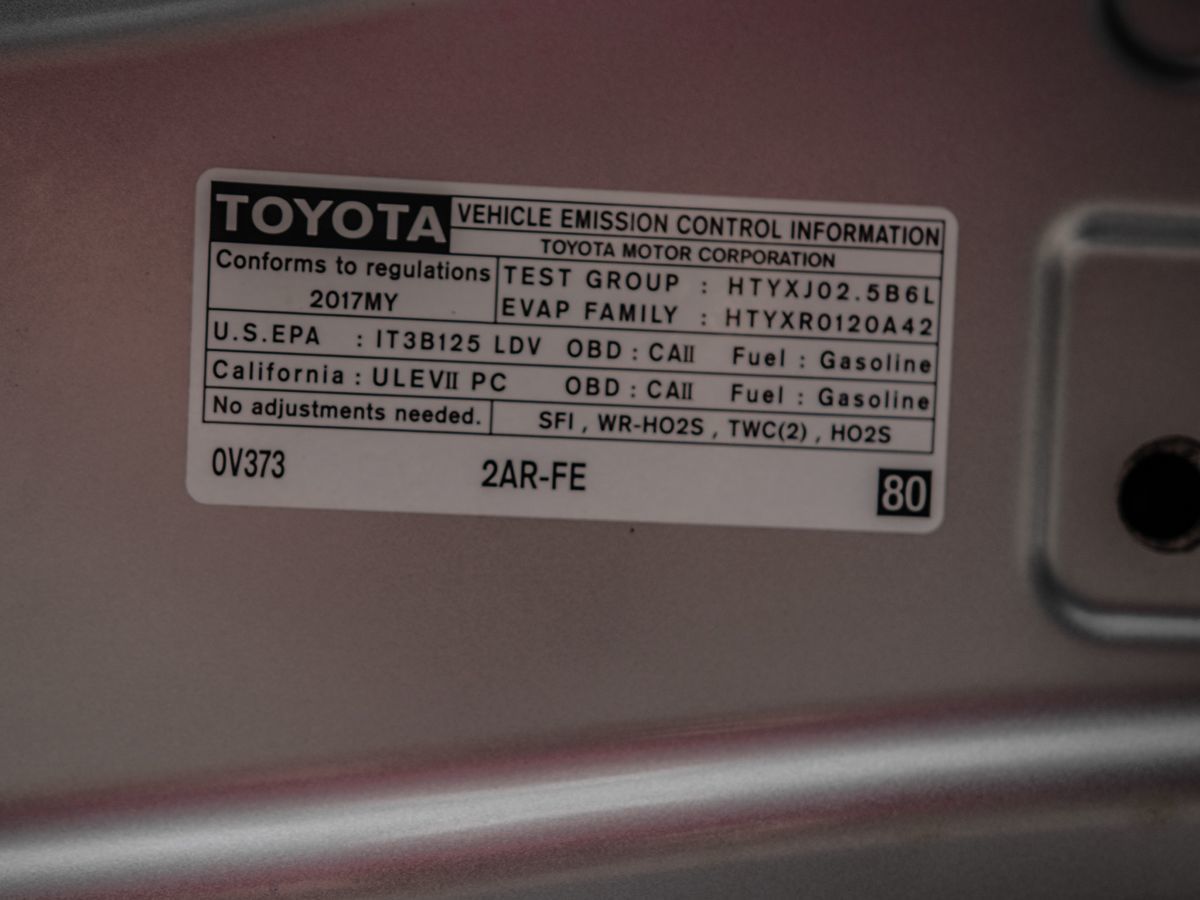 TOYOTA VEHICLE EMISSION CONTROL INFORMATION
TOYOTA MOTOR CORPORATION
Conforms to regulations
2017MY
TEST GROUP : HTYXJ02.5B6L
EVAP FAMILY : HTYXR0120A42
U.S.EPA : IT3B125 LDV OBD : CAII Fuel : Gasoline
California : ULEVII PC OBD : CAII Fuel : Gasoline
No adjustments needed. SFI , WR-HO2S , TWC(2) , HO2S
0V373 2AR-FE 80